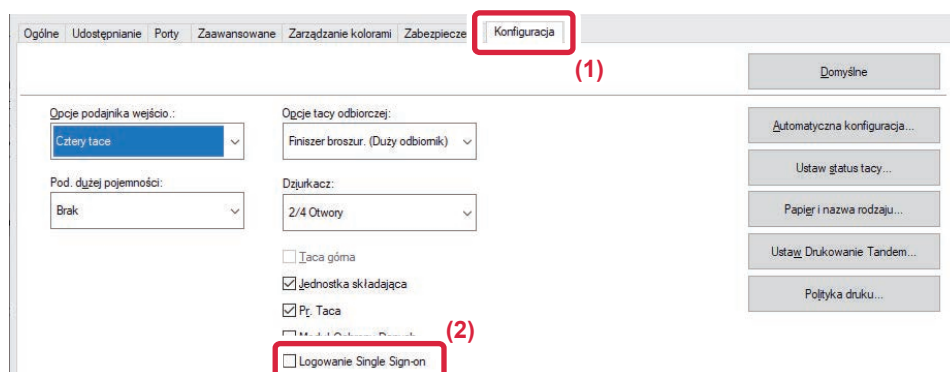 Ogólne Udostępnianie Porty Zaawansowane Zarządzanie kolorami Zabezpiecze Konfiguracja
(1)
Domyślne
Opcje podajnika wejścio.:
Cztery tace
Opcje tacy odbiorczej:
Finiszer broszur. (Duży odbiornik)
Automatyczna konfiguracja...
Ustaw status tacy...
Pod. dużej pojemności:
Brak
Dziurkacz:
2/4 Otwory
Papier i nazwa rodzaju...
Ustaw Drukowanie Tandem...
Polityka druku...
Taca górna
Jednostka składająca
Pr. Taca
(2)
Logowanie Single Sign-on